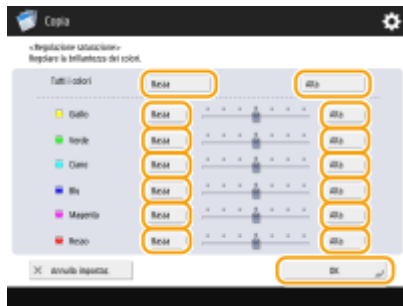 Copia
<Regolazione saturazione>
Regolare la brillantezza dei colori.
Tutti i colori Bassa Alta
Giallo Bassa Alta
Verde Bassa Alta
Ciano Bassa Alta
Blu Bassa Alta
Magenta Bassa Alta
Rosso Bassa Alta
Annulla impostaz. OK